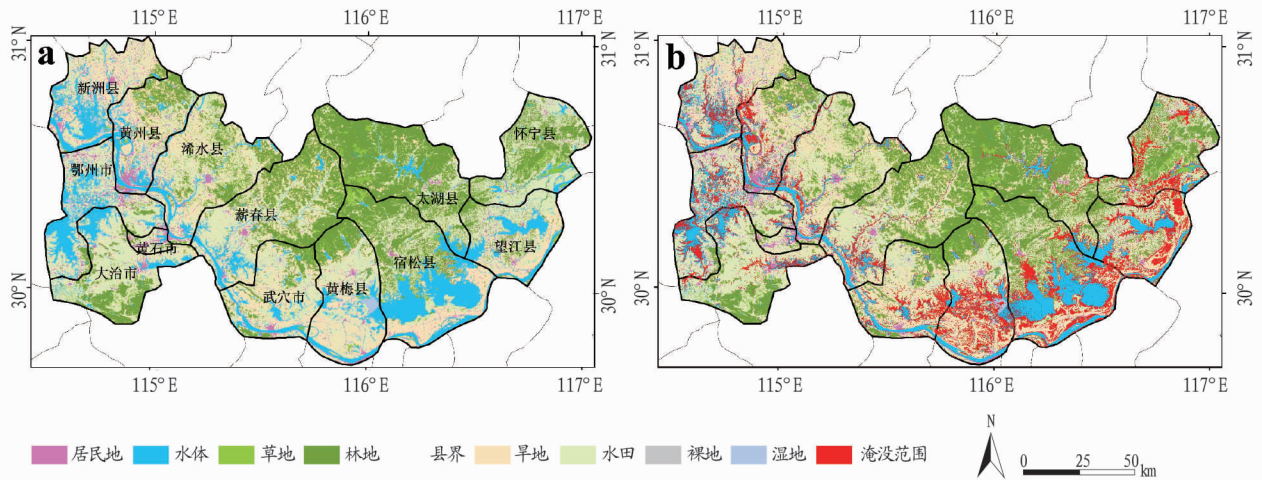 115°E 116°E 117°E 115°E 116°E 117°E
31°N 31°N 31°N 31°N
a b
新洲县
怀宁县
黄州县
浠水县
鄂州市
太湖县
蕲春县
望江县
黄石市
宿松县
大治市
武穴市 黄梅县
30°N 30°N 30°N 30°N
115°E 116°E 117°E 115°E 116°E 117°E
居民地 水体 草地 林地 县界 旱地 水田 裸地 湿地 淹没范围
N
0 25 50
km